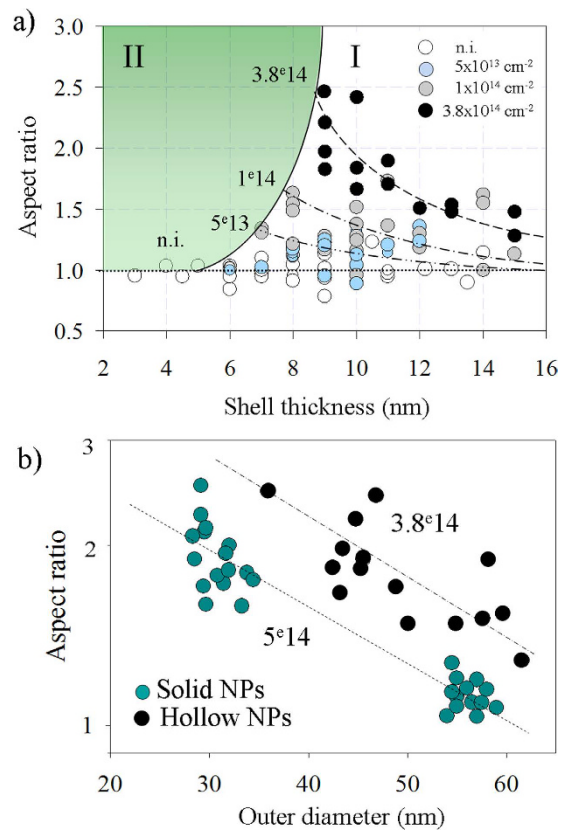 a)
3.0
2.5
2.0
1.5
1.0
0.5
Aspect ratio
II
I
n.i.
5x10¹³ cm⁻²
1x10¹⁴ cm⁻²
3.8x10¹⁴ cm⁻²
3.8ᵉ14
1ᵉ14
5ᵉ13
n.i.
2 4 6 8 10 12 14 16
Shell thickness (nm)
b)
3
2
1
Aspect ratio
3.8ᵉ14
5ᵉ14
Solid NPs
Hollow NPs
20 30 40 50 60
Outer diameter (nm)